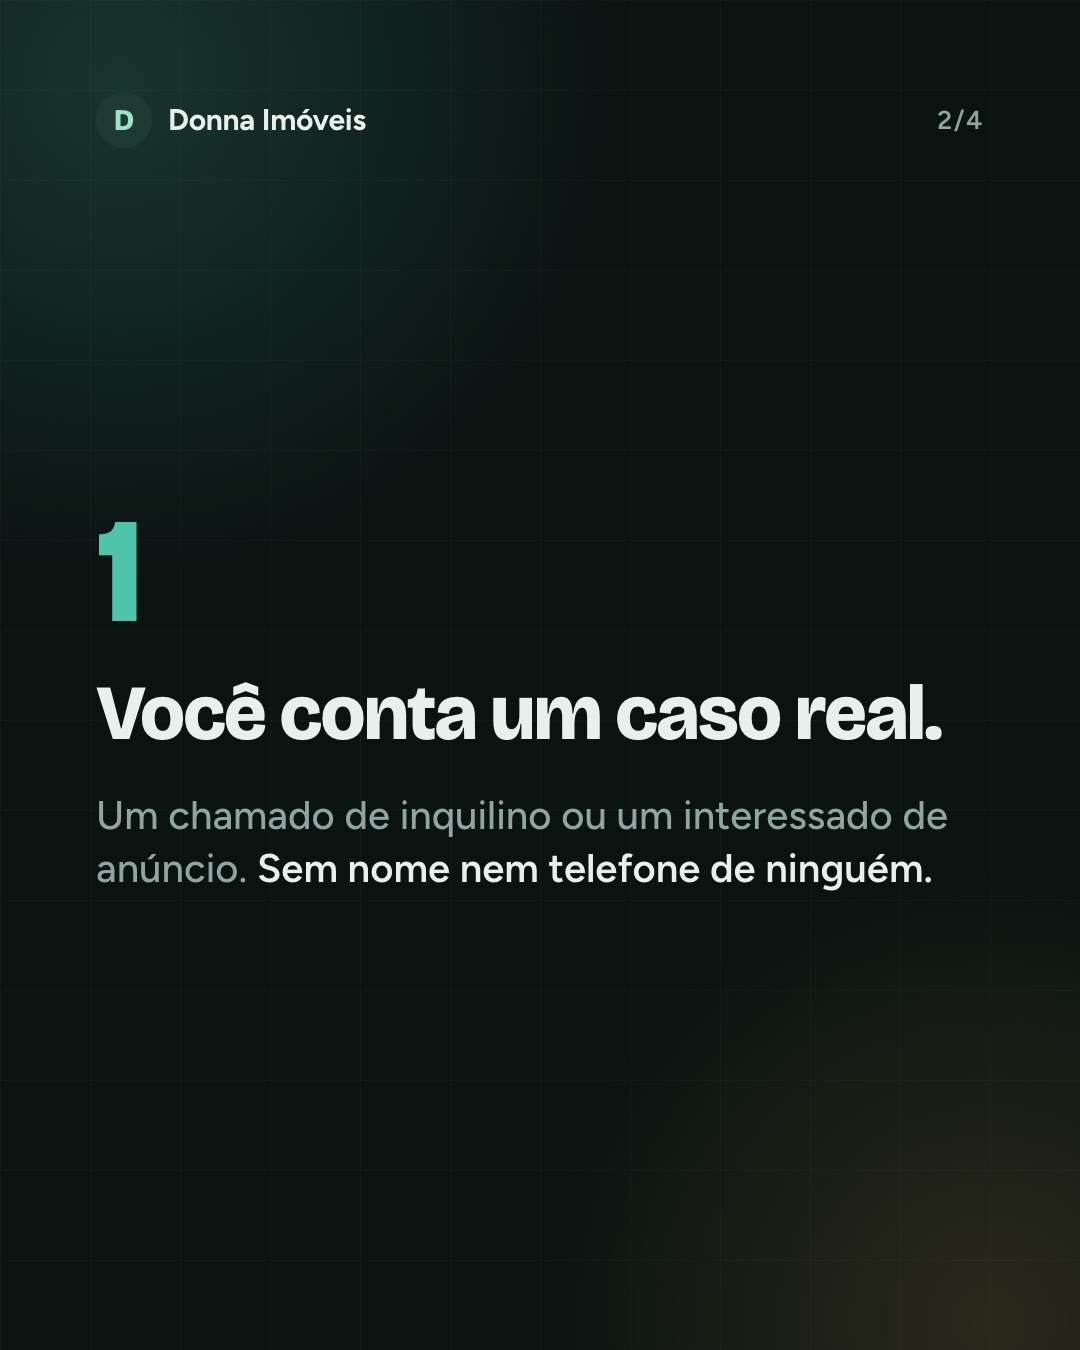 D Donna Imóveis 2/4
1
Você conta um caso real.
Um chamado de inquilino ou um interessado de
anúncio. Sem nome nem telefone de ninguém.